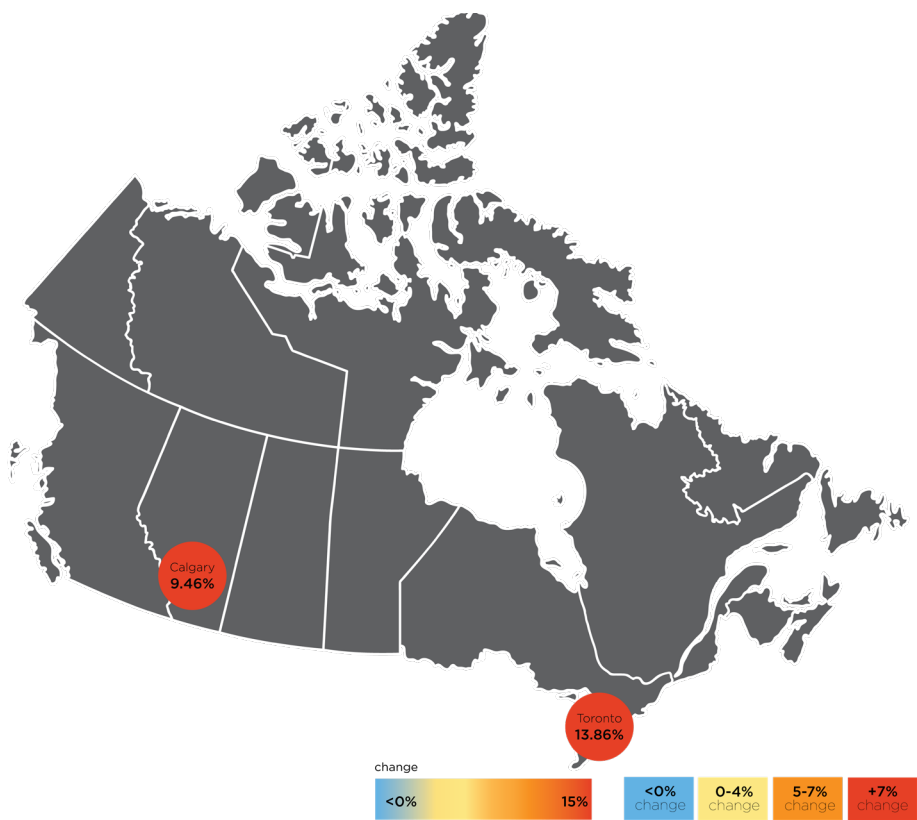 Calgary
9.46%
Toronto
13.86%
change
<0%
15%
<0%
change
0-4%
change
5-7%
change
+7%
change